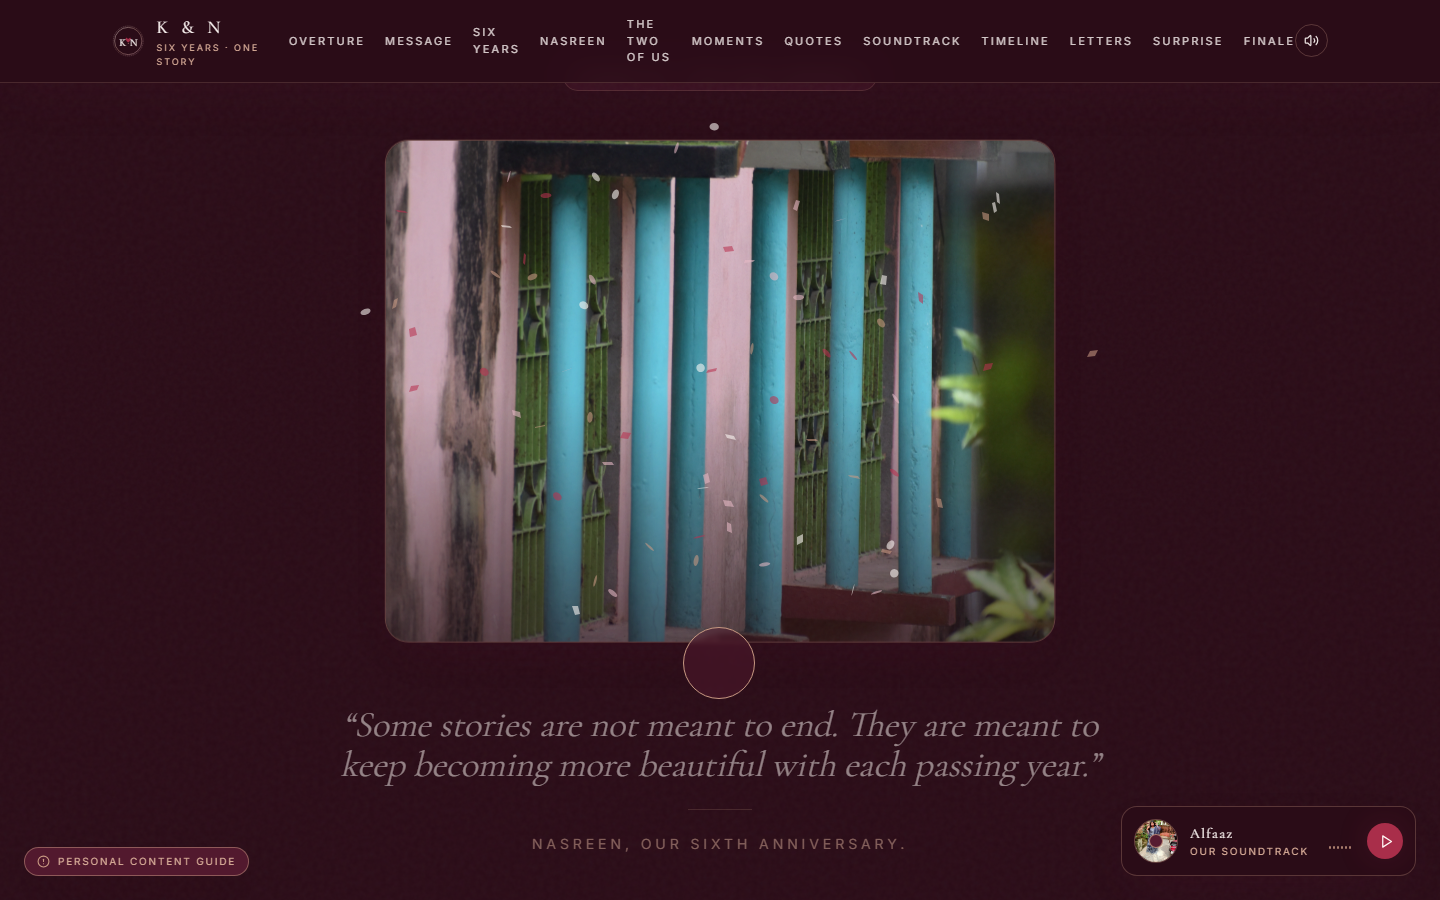 K & N
SIX YEARS · ONE
STORY
OVERTURE
MESSAGE
SIX
YEARS
NASREEN
THE
TWO
OF US
MOMENTS
QUOTES
SOUNDTRACK
TIMELINE
LETTERS
SURPRISE
FINALE
“Some stories are not meant to end. They are meant to
keep becoming more beautiful with each passing year.”
NASREEN, OUR SIXTH ANNIVERSARY.
PERSONAL CONTENT GUIDE
Alfaaz
OUR SOUNDTRACK